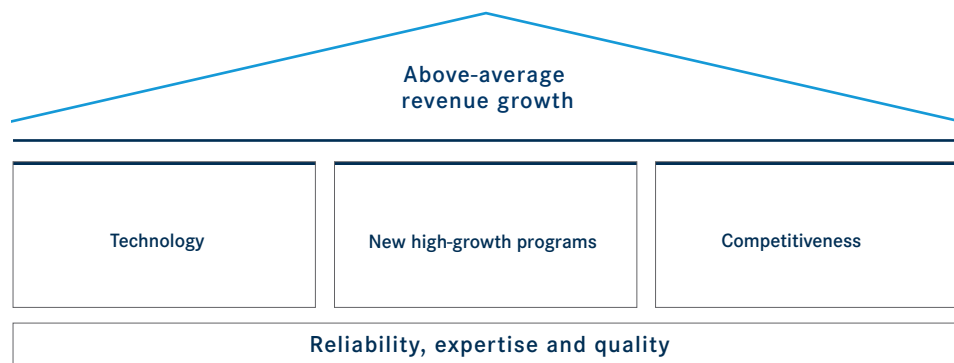 Above-average
revenue growth
Technology
New high-growth programs
Competitiveness
Reliability, expertise and quality